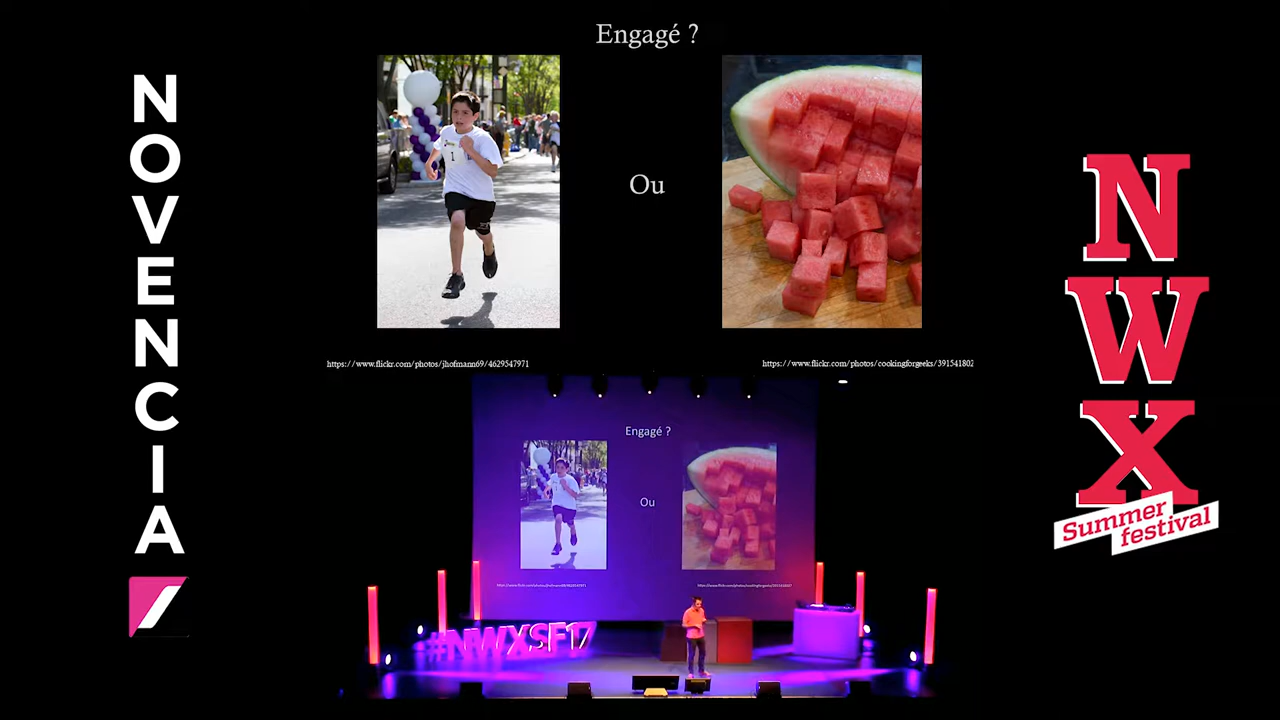 Engagé ?
Ou
https://www.flickr.com/photos/jhofmann69/4629547971
https://www.flickr.com/photos/cookingforgeeks/391541802
NOVENCIA
NWX
Summer
festival
Engagé ?
Ou
#NWXSF17